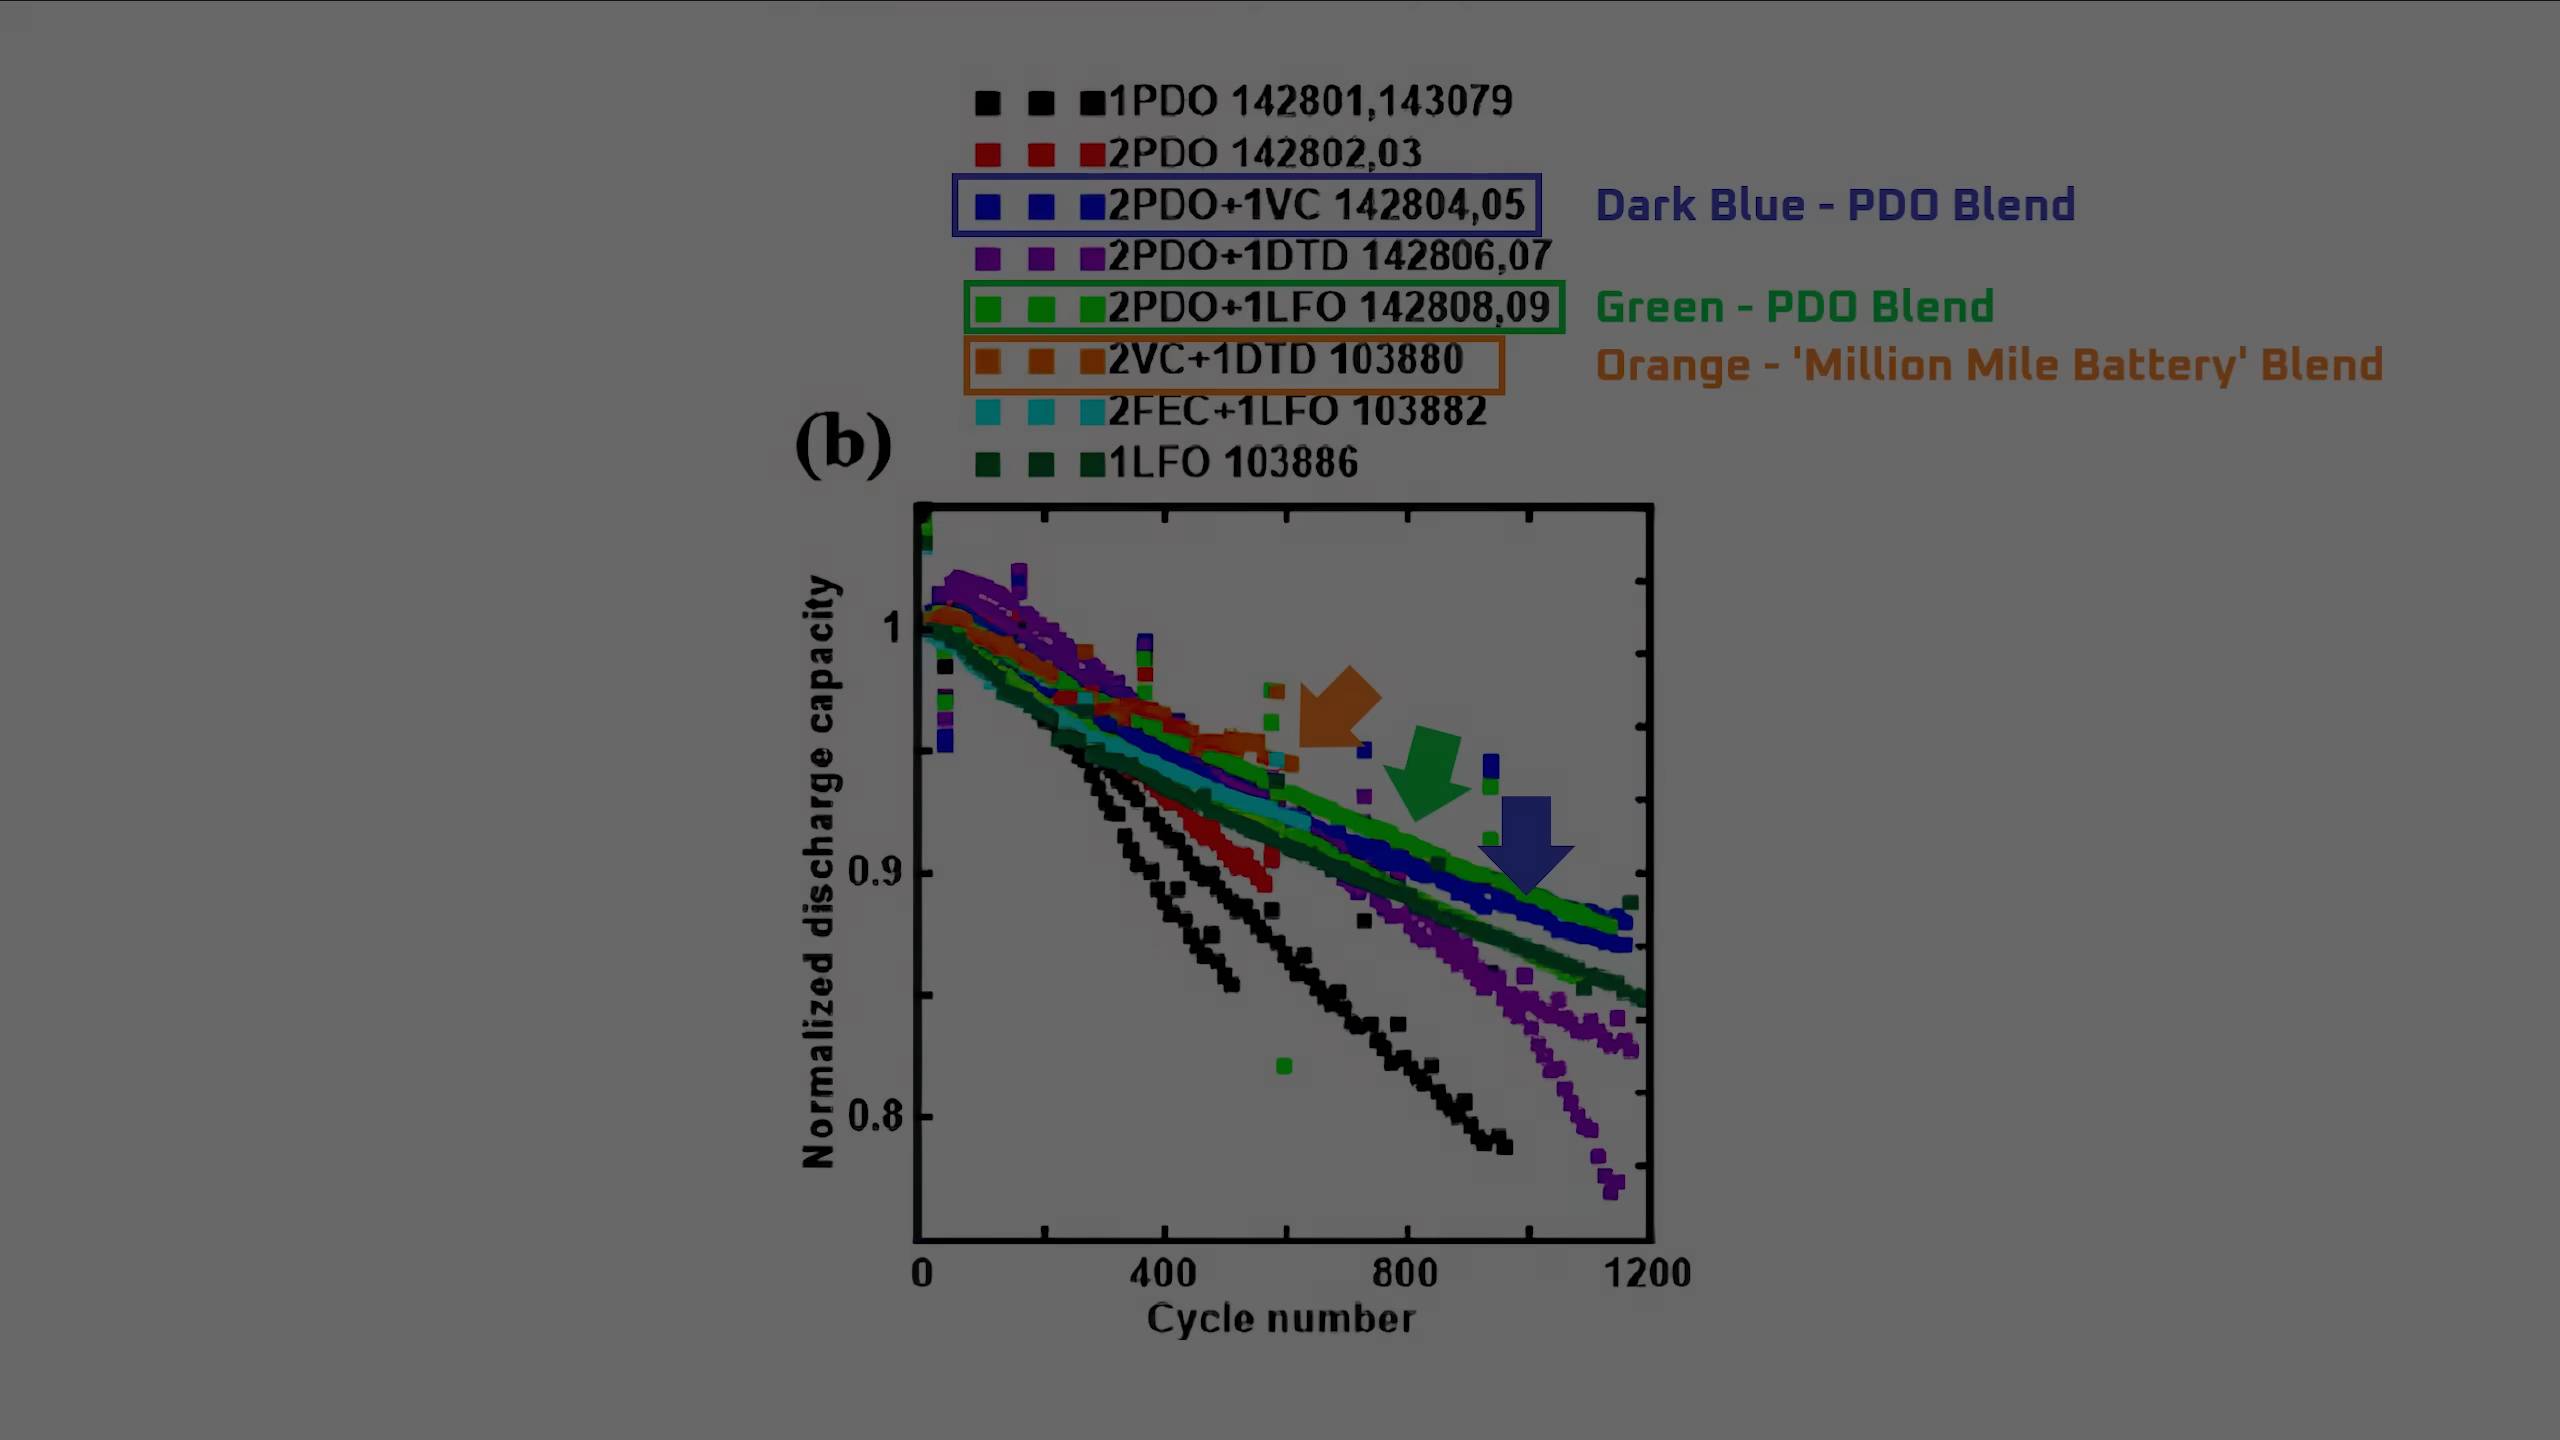 1PDO 142801,143079
2PDO 142802,03
2PDO+1VC 142804,05
Dark Blue - PDO Blend
2PDO+1DTD 142806,07
2PDO+1LFO 142808,09
Green - PDO Blend
2VC+1DTD 103880
Orange - 'Million Mile Battery' Blend
2FEC+1LFO 103882
1LFO 103886
(b)
Normalized discharge capacity
1
0.9
0.8
0 400 800 1200
Cycle number